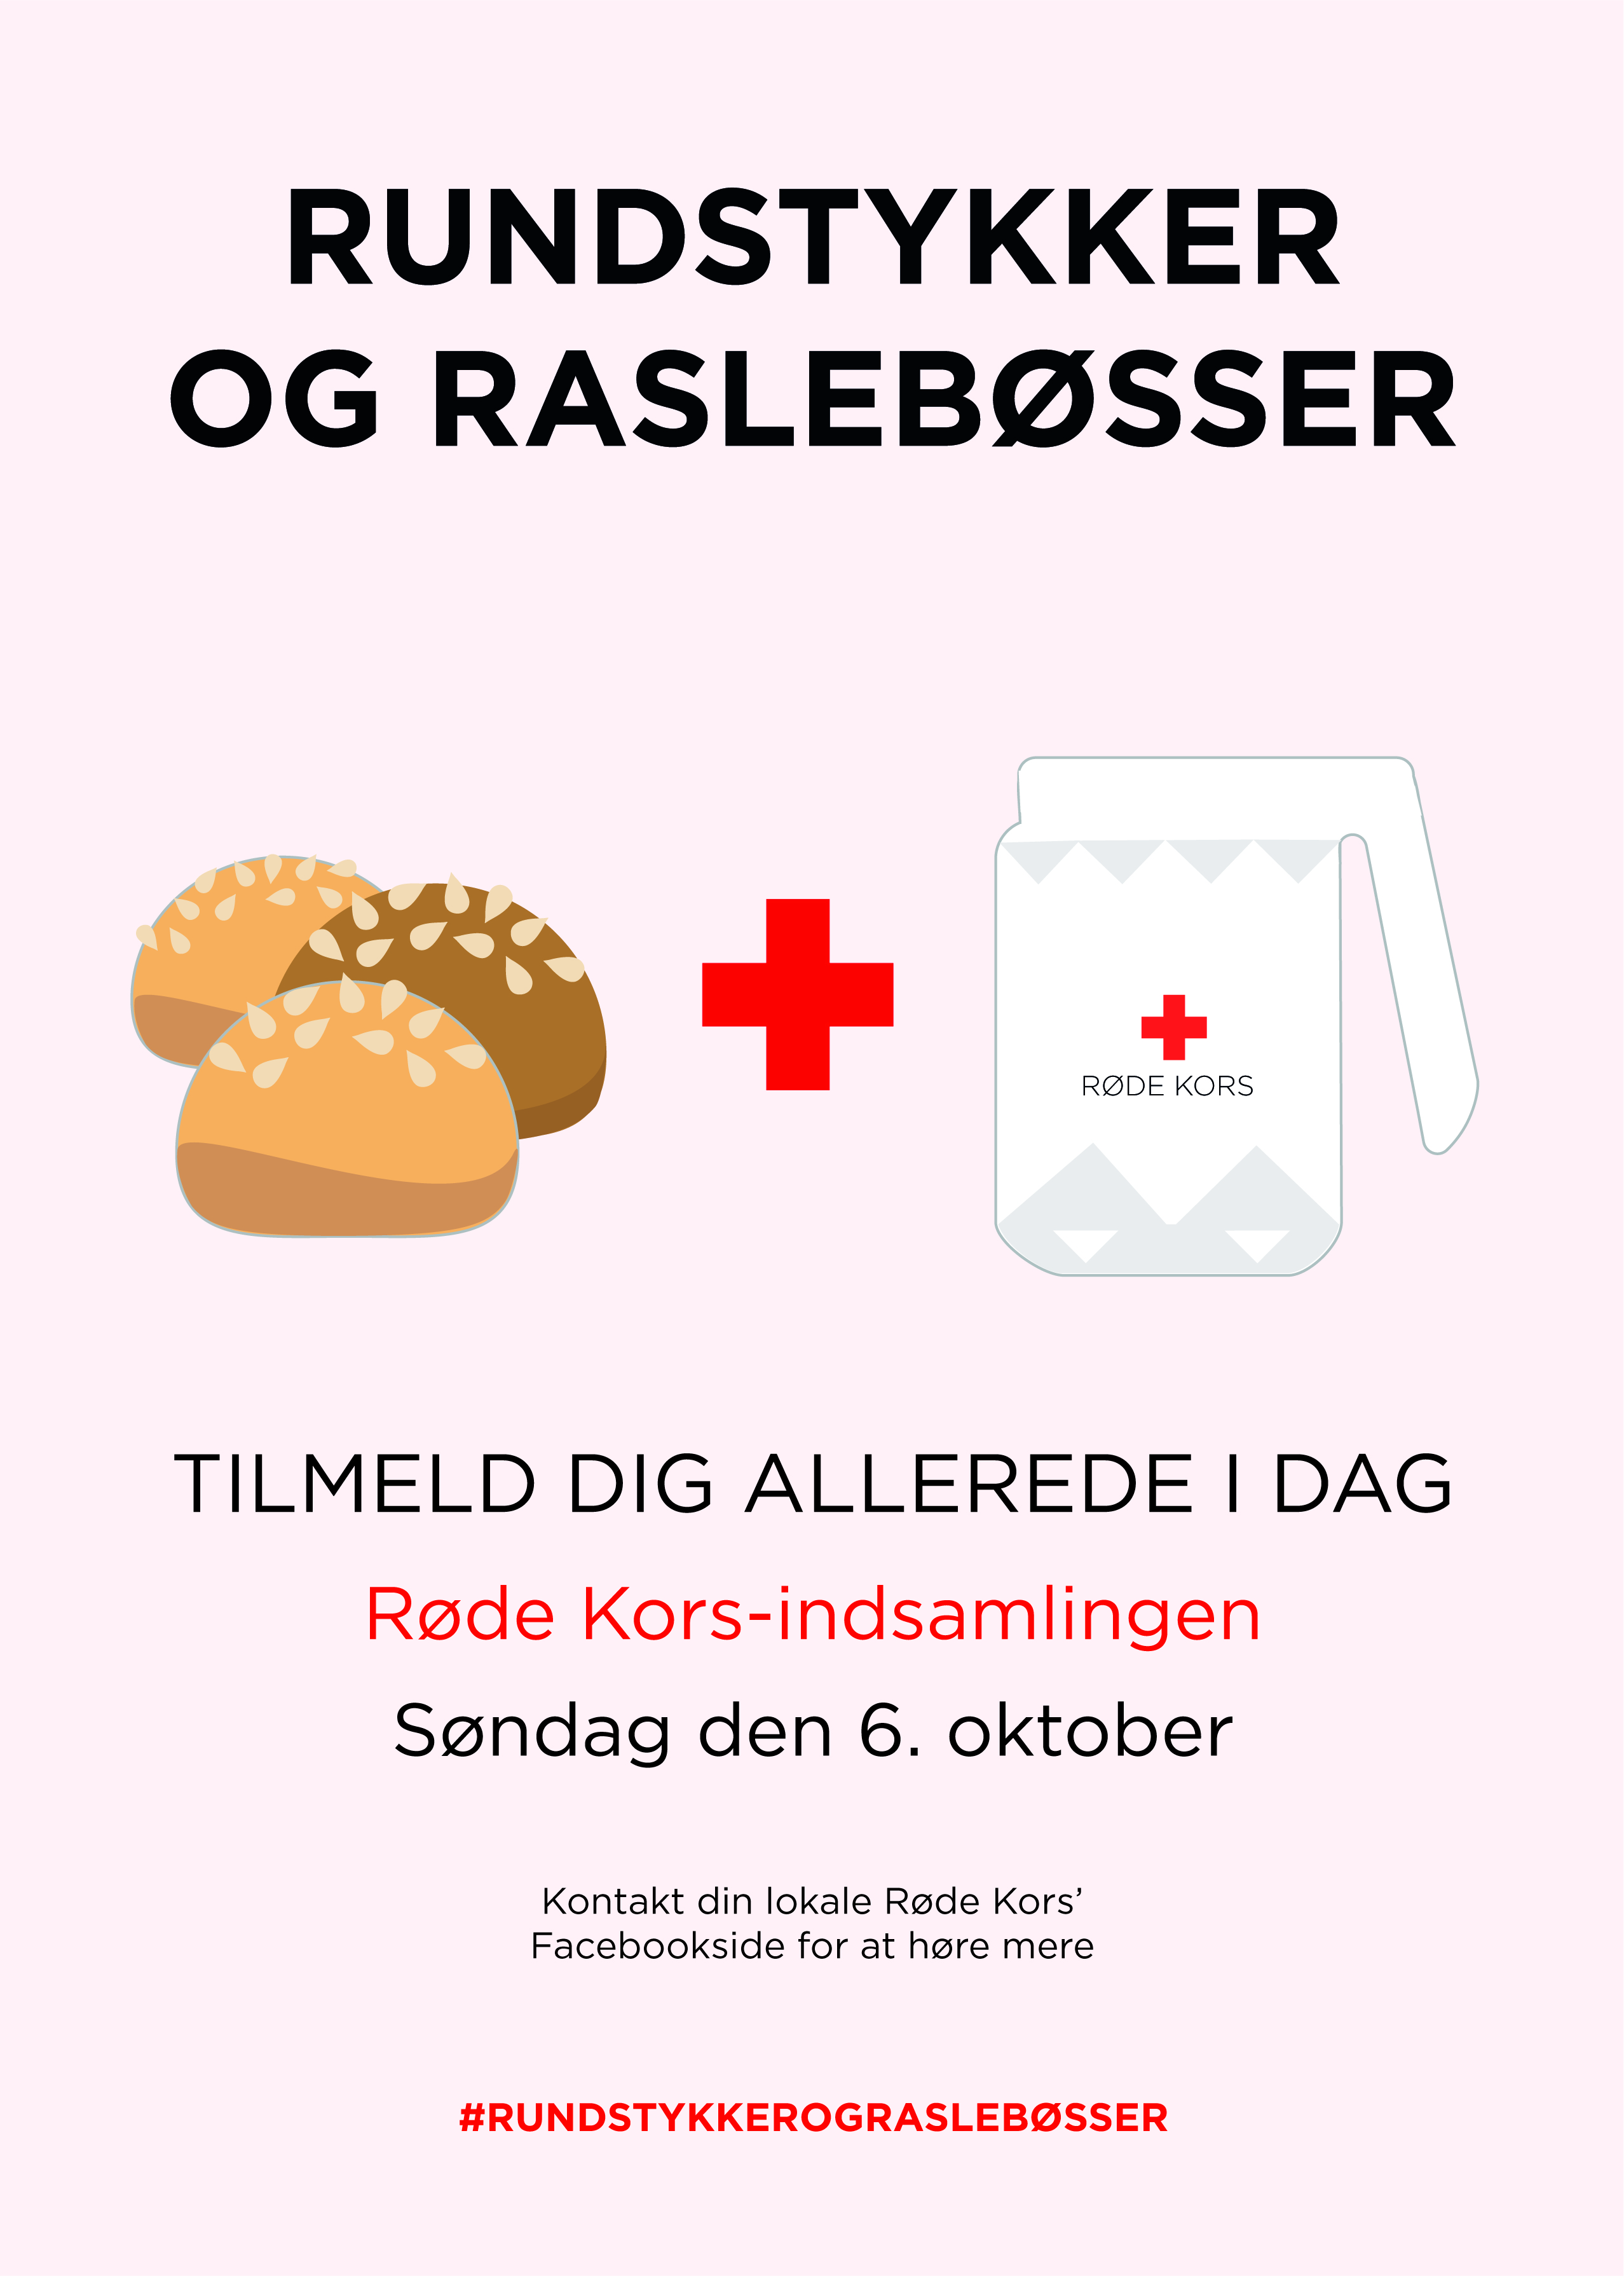 RUNDSTYKKER
OG RASLEBØSSER
RØDE KORS
TILMELD DIG ALLEREDE I DAG
Røde Kors-indsamlingen
Søndag den 6. oktober
Kontakt din lokale Røde Kors’
Facebookside for at høre mere
#RUNDSTYKKEROGRASLEBØSSER